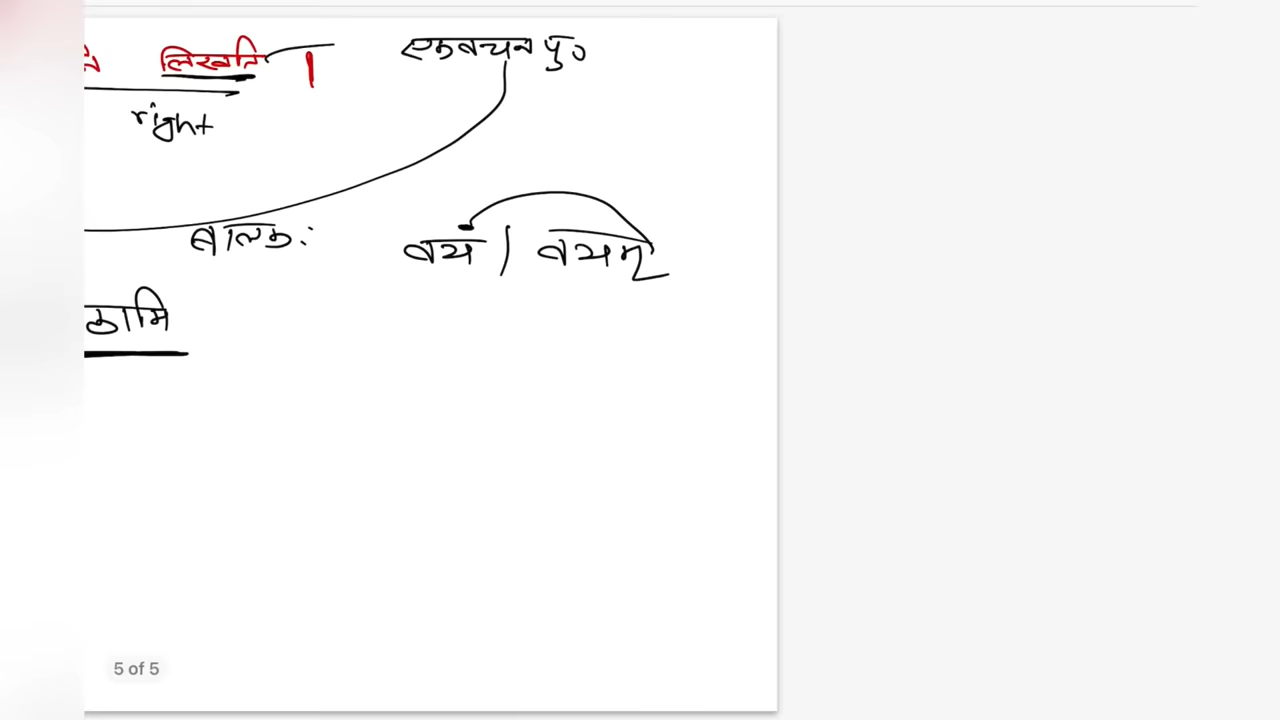 लिखति । एकवचन पु०
right
बालकः वयं / वयम्
ठामि
5 of 5